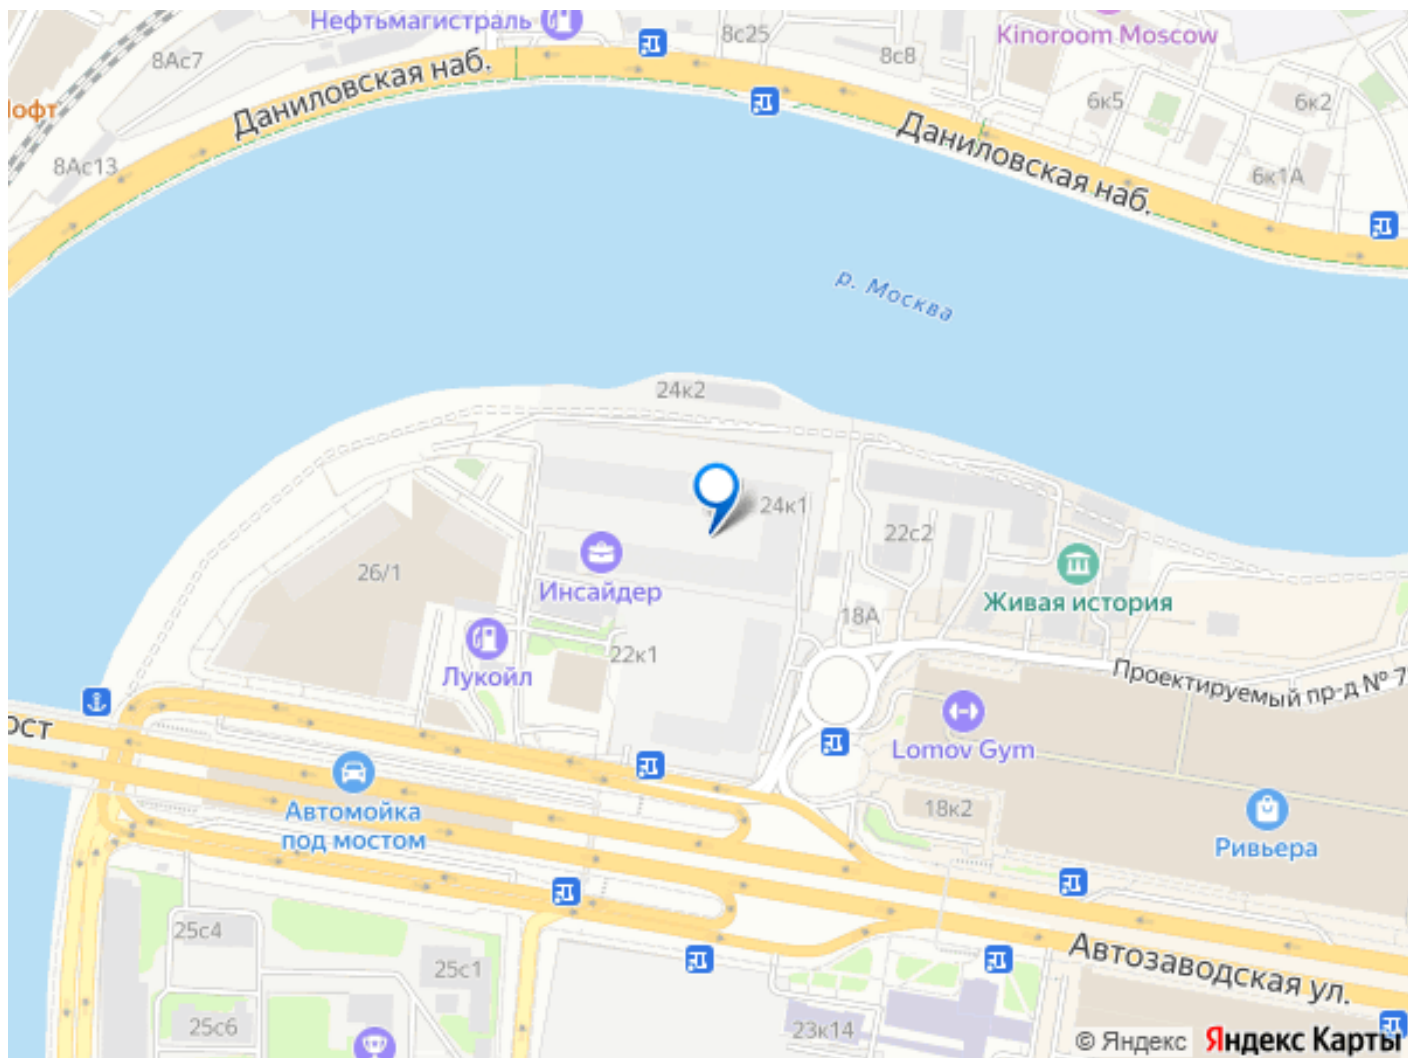 Нефтьмагистраль
8с25
Kinoroom Moscow
8Ас7
8с8
Даниловская наб.
6к5
6к2
Лофт
Даниловская наб.
8Ас13
6к1А
р. Москва
24к2
24к1
22с2
26/1
Инсайдер
Живая история
18А
22к1
Лукойл
Проектируемый пр-д № 7
ост
Lomov Gym
Автомойка
под мостом
18к2
Ривьера
25с4
Автозаводская ул.
25с1
25с6
23к14
© Яндекс Яндекс Карты